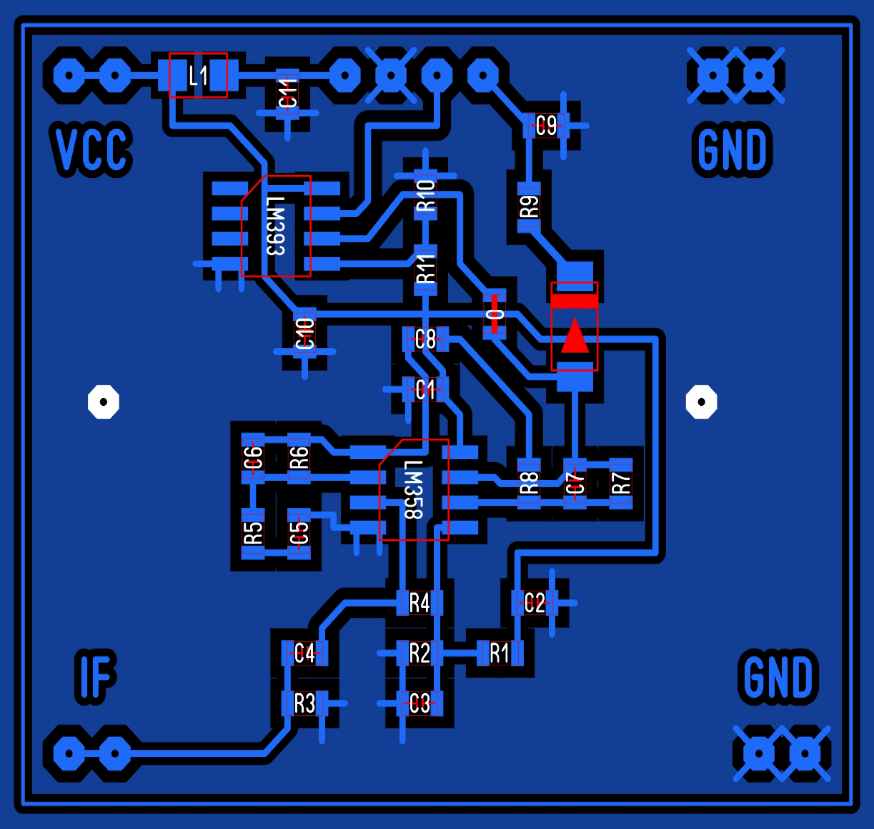 L1
C11
C9
VCC
GND
R10
R9
LM393
R11
0
C10
C8
C1
C6
R6
LM358
R8
C7
R7
R5
C5
R4
C2
C4
R2
R1
IF
GND
R3
C3